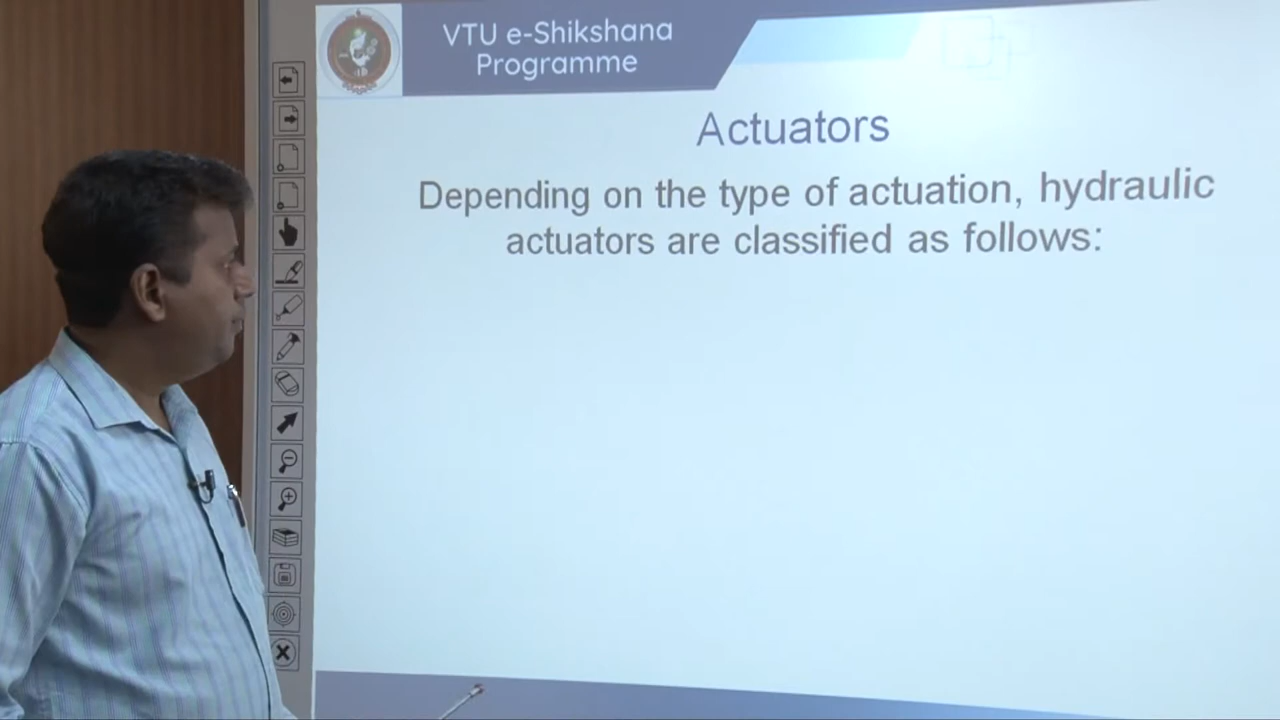 VTU e-Shikshana
Programme
Actuators
Depending on the type of actuation, hydraulic
actuators are classified as follows: